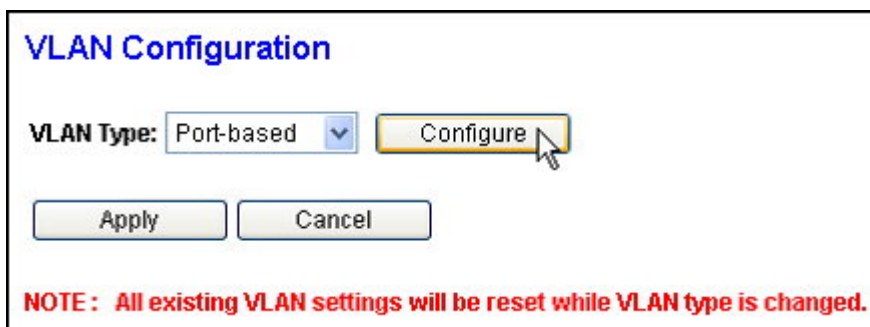 VLAN Configuration
VLAN Type: Port-based Configure
Apply Cancel
NOTE : All existing VLAN settings will be reset while VLAN type is changed.